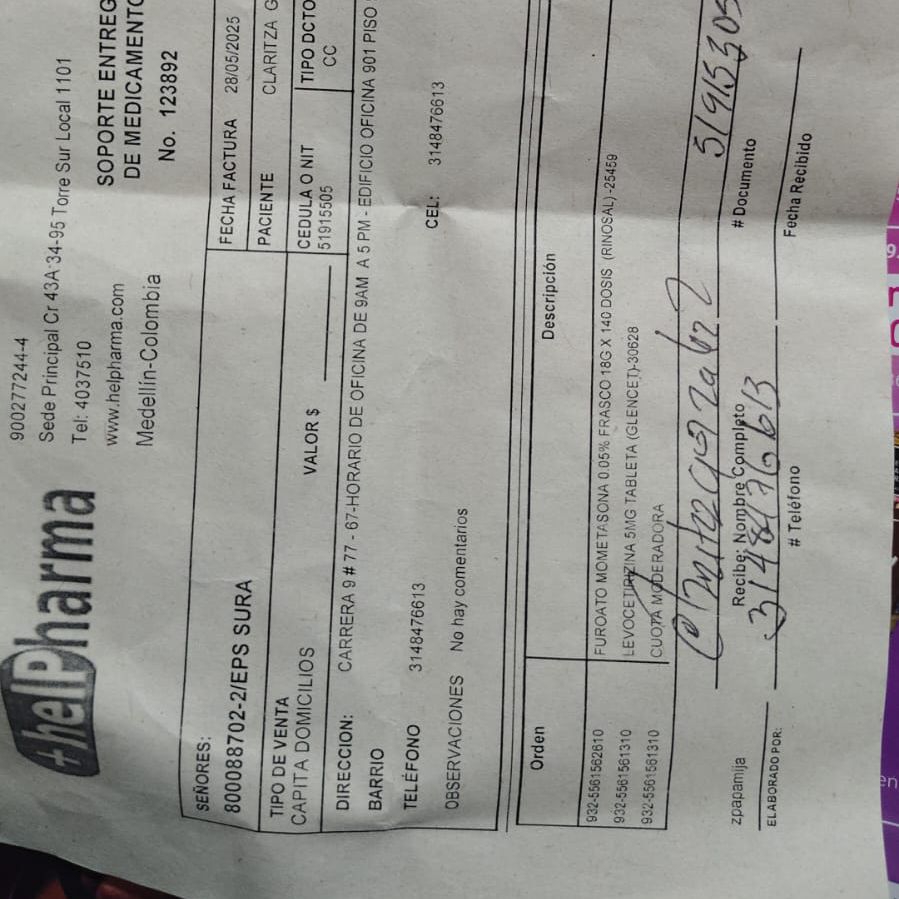 +helPharma
900277244-4
Sede Principal Cr 43A 34-95 Torre Sur Local 1101
Tel: 4037510
www.helpharma.com
Medellín-Colombia
SOPORTE ENTREG
DE MEDICAMENTO
No. 123892
SEÑORES:
800088702-2/EPS SURA
FECHA FACTURA 28/05/2025
PACIENTE CLARITZA G
TIPO DE VENTA
CAPITA DOMICILIOS
VALOR $
CEDULA O NIT
51915505
TIPO DCTO
CC
DIRECCION: CARRERA 9 # 77 - 67-HORARIO DE OFICINA DE 9AM A 5 PM - EDIFICIO OFICINA 901 PISO
BARRIO
TELÉFONO 3148476613 CEL: 3148476613
OBSERVACIONES No hay comentarios
Orden Descripción
932-5561562610 FUROATO MOMETASONA 0.05% FRASCO 18G X 140 DOSIS (RINOSAL) -25459
932-5561561310 LEVOCETIRIZINA 5MG TABLETA (GLENCET)-30628
932-5561561310 CUOTA MODERADORA
zpapamija
ELABORADO POR:
Recibe: Nombre Completo
3148476613
# Teléfono
# Documento
Fecha Recibido